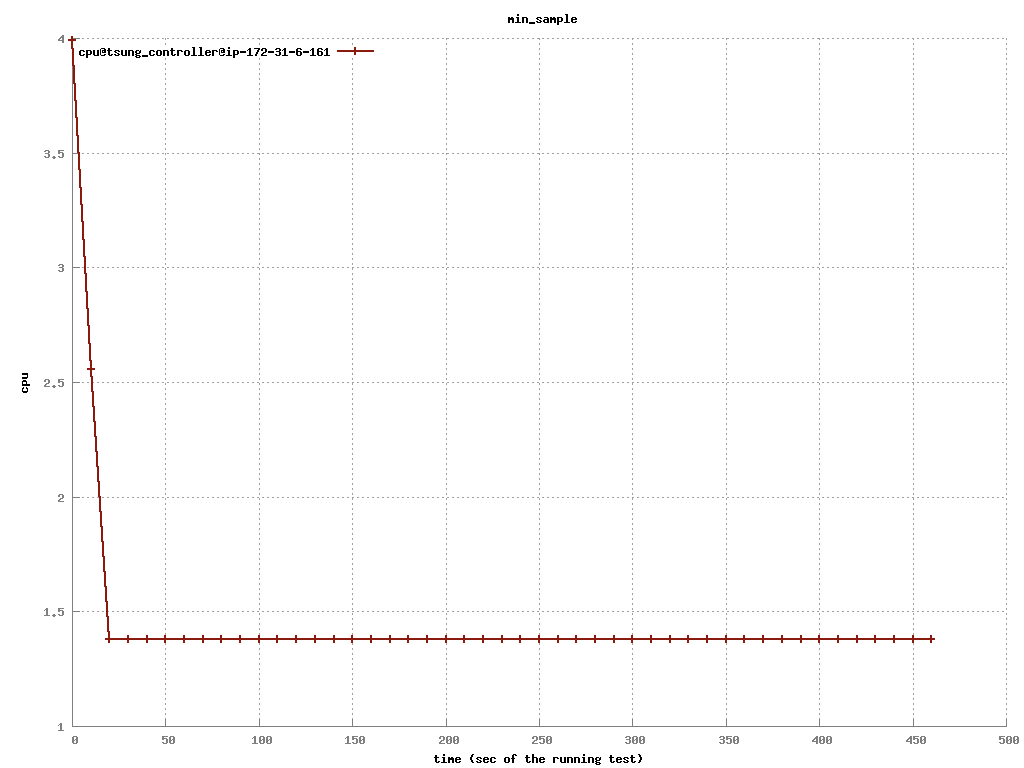 min_sample
cpu@tsung_controller@ip-172-31-6-161
4
3.5
3
2.5
2
1.5
1
cpu
0 50 100 150 200 250 300 350 400 450 500
time (sec of the running test)